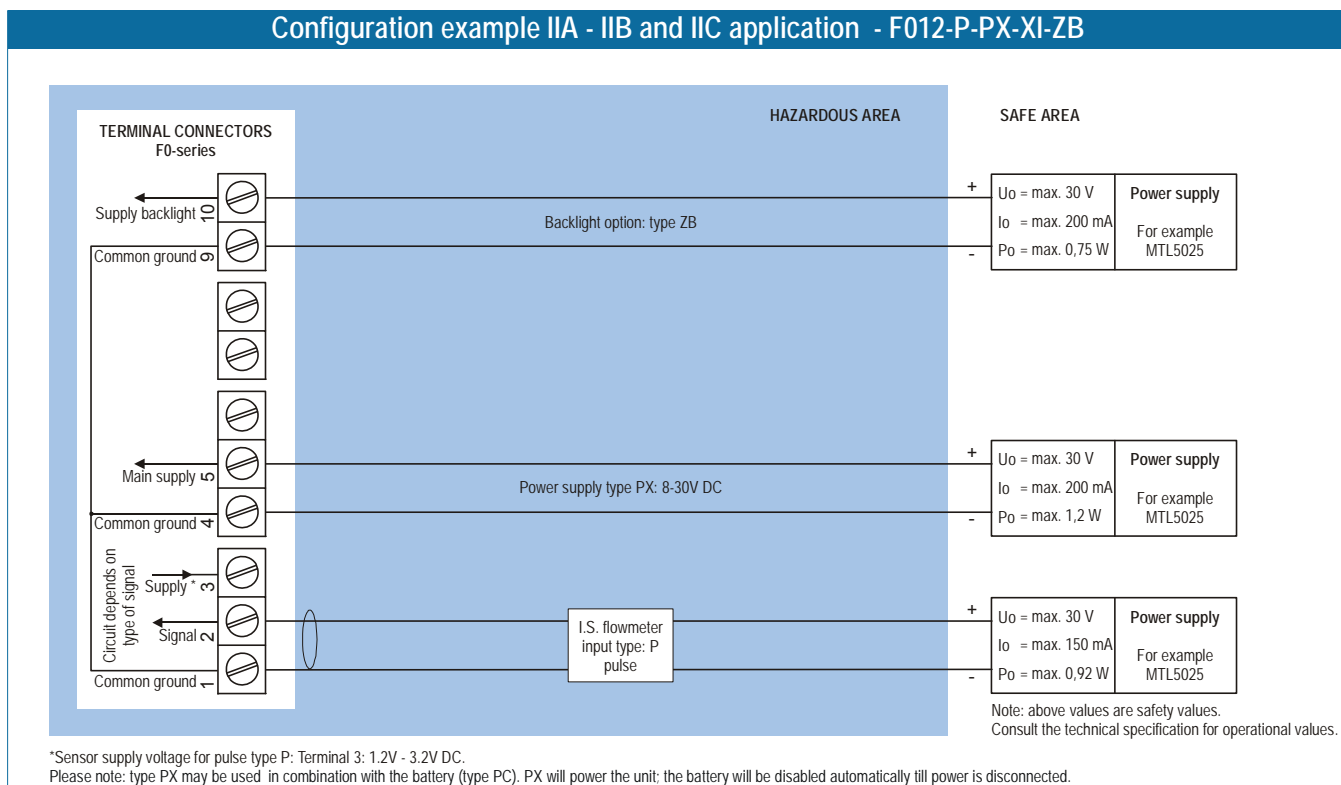 Configuration example IIA - IIB and IIC application - F012-P-PX-XI-ZB
HAZARDOUS AREA
SAFE AREA
TERMINAL CONNECTORS
F0-series
Supply backlight 10
Common ground 9
Backlight option: type ZB
+
-
Uo = max. 30 V
Io = max. 200 mA
Po = max. 0,75 W
Power supply
For example
MTL5025
Main supply 5
Common ground 4
Power supply type PX: 8-30V DC
+
-
Uo = max. 30 V
Io = max. 200 mA
Po = max. 1,2 W
Power supply
For example
MTL5025
Circuit depends on
type of signal
Supply * 3
Signal 2
Common ground 1
I.S. flowmeter
input type: P
pulse
+
-
Uo = max. 30 V
Io = max. 150 mA
Po = max. 0,92 W
Power supply
For example
MTL5025
Note: above values are safety values.
Consult the technical specification for operational values.
*Sensor supply voltage for pulse type P: Terminal 3: 1.2V - 3.2V DC.
Please note: type PX may be used in combination with the battery (type PC). PX will power the unit; the battery will be disabled automatically till power is disconnected.